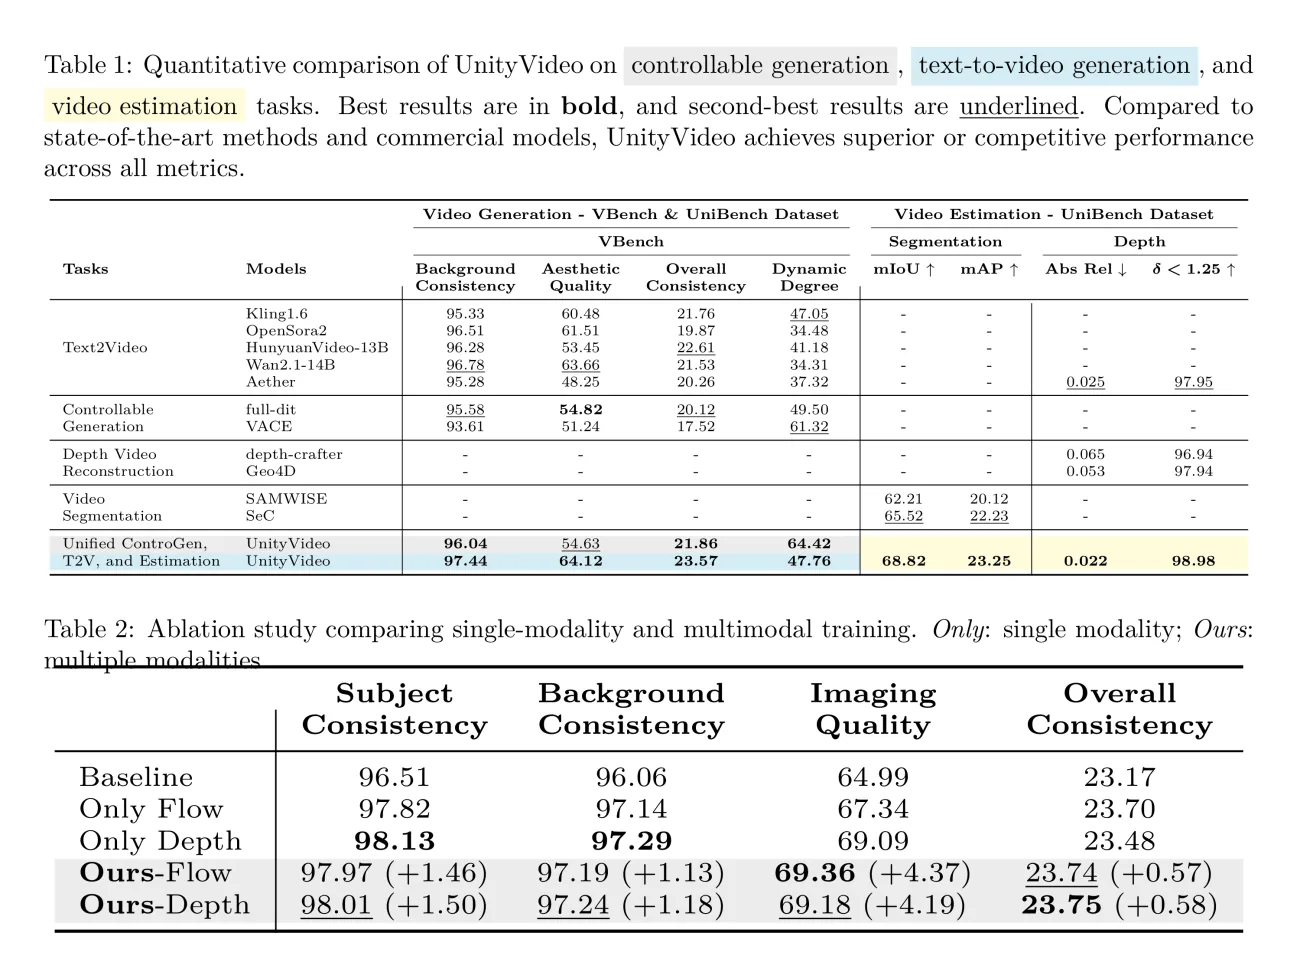 Table 1: Quantitative comparison of UnityVideo on controllable generation , text-to-video generation , and
video estimation tasks. Best results are in bold, and second-best results are underlined. Compared to
state-of-the-art methods and commercial models, UnityVideo achieves superior or competitive performance
across all metrics.
Video Generation - VBench & UniBench Dataset Video Estimation - UniBench Dataset
VBench Segmentation Depth
Tasks Models Background Consistency Aesthetic Quality Overall Consistency Dynamic Degree mIoU ↑ mAP ↑ Abs Rel ↓ δ < 1.25 ↑
Kling1.6 95.33 60.48 21.76 47.05 - - - -
OpenSora2 96.51 61.51 19.87 34.48 - - - -
Text2Video HunyuanVideo-13B 96.28 53.45 22.61 41.18 - - - -
Wan2.1-14B 96.78 63.66 21.53 34.31 - - - -
Aether 95.28 48.25 20.26 37.32 - - 0.025 97.95
Controllable full-dit 95.58 54.82 20.12 49.50 - - - -
Generation VACE 93.61 51.24 17.52 61.32 - - - -
Depth Video depth-crafter - - - - - - 0.065 96.94
Reconstruction Geo4D - - - - - - 0.053 97.94
Video SAMWISE - - - - 62.21 20.12 - -
Segmentation SeC - - - - 65.52 22.23 - -
Unified ControGen, UnityVideo 96.04 54.63 21.86 64.42
T2V, and Estimation UnityVideo 97.44 64.12 23.57 47.76 68.82 23.25 0.022 98.98
Table 2: Ablation study comparing single-modality and multimodal training. Only: single modality; Ours:
multiple modalities
Subject Background Imaging Overall
Consistency Consistency Quality Consistency
Baseline 96.51 96.06 64.99 23.17
Only Flow 97.82 97.14 67.34 23.70
Only Depth 98.13 97.29 69.09 23.48
Ours-Flow 97.97 (+1.46) 97.19 (+1.13) 69.36 (+4.37) 23.74 (+0.57)
Ours-Depth 98.01 (+1.50) 97.24 (+1.18) 69.18 (+4.19) 23.75 (+0.58)